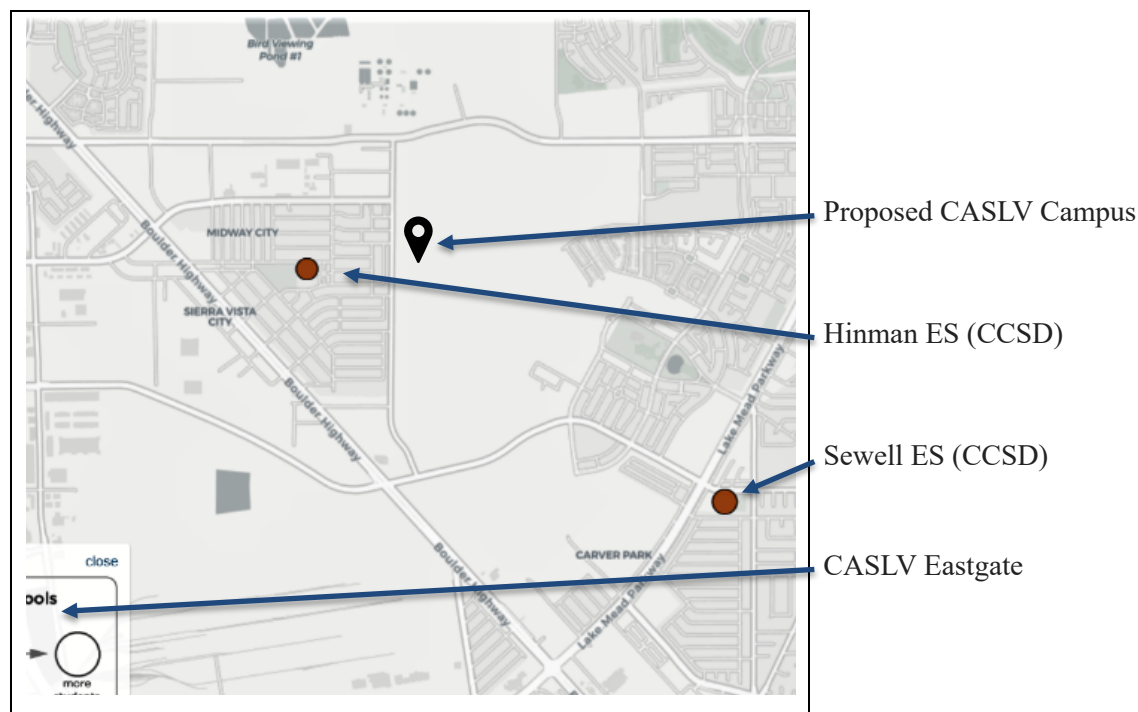 Bird Viewing
Pond #1
Boulder Highway
Proposed CASLV Campus
MIDWAY CITY
Boulder Highway
SIERRA VISTA
CITY
Hinman ES (CCSD)
Boulder Highway
Lake Mead Parkway
Sewell ES (CCSD)
Boulder Highway
CARVER PARK
Lake Mead Parkway
CASLV Eastgate
close
ools
more